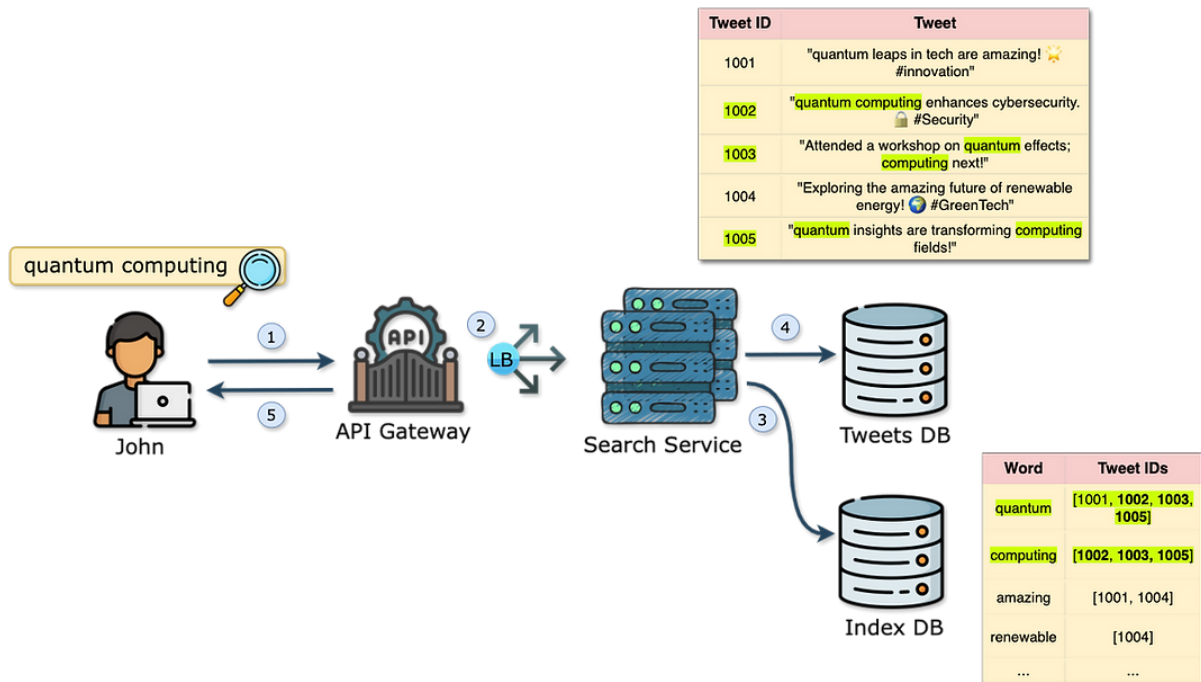 Tweet ID Tweet
1001 "quantum leaps in tech are amazing! 🌟
#innovation"
1002 "quantum computing enhances cybersecurity.
🔒 #Security"
1003 "Attended a workshop on quantum effects;
computing next!"
1004 "Exploring the amazing future of renewable
energy! 🌍 #GreenTech"
1005 "quantum insights are transforming computing
fields!"
quantum computing
1
API
2
LB
4
5
3
John
API Gateway
Search Service
Tweets DB
Word Tweet IDs
quantum [1001, 1002, 1003,
1005]
computing [1002, 1003, 1005]
amazing [1001, 1004]
renewable [1004]
... ...
Index DB